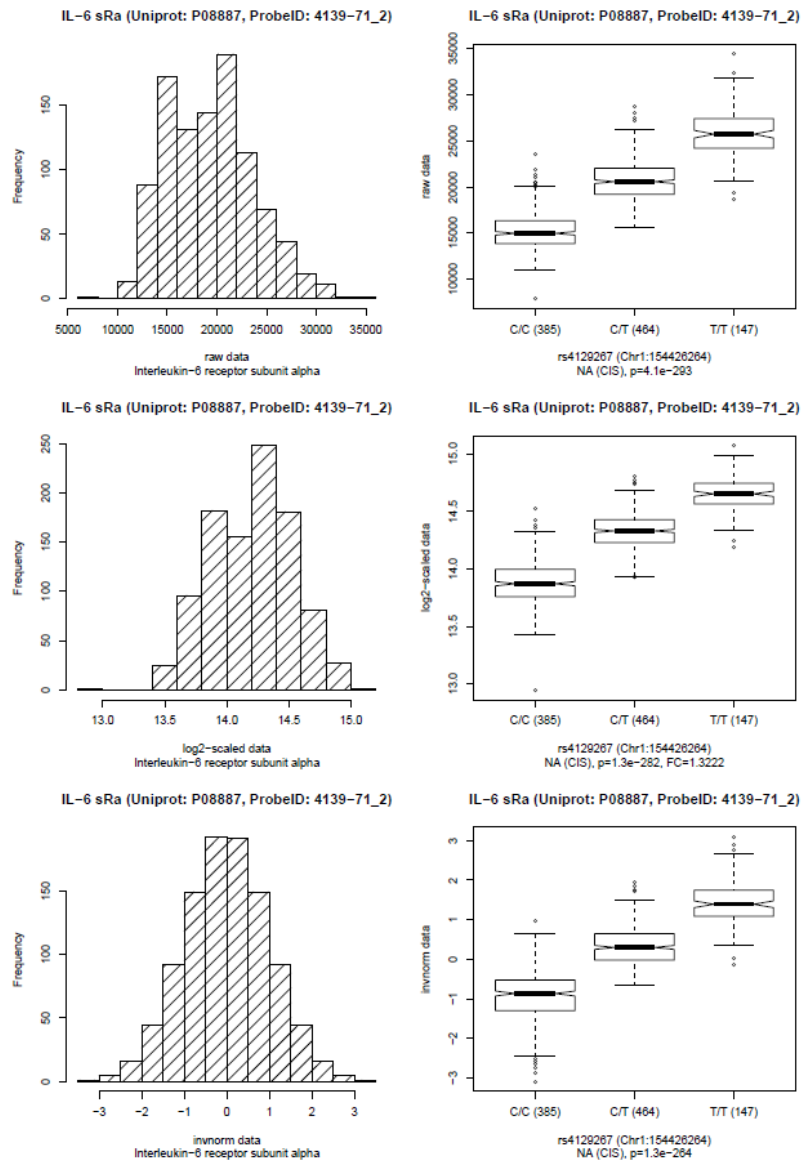 IL-6 sRa (Uniprot: P08887, ProbeID: 4139-71_2)
Frequency
0
50
100
150
5000
10000
15000
20000
25000
30000
35000
raw data
Interleukin-6 receptor subunit alpha
IL-6 sRa (Uniprot: P08887, ProbeID: 4139-71_2)
raw data
10000
15000
20000
25000
30000
35000
C/C (385)
C/T (464)
T/T (147)
rs4129267 (Chr1:154426264)
NA (CIS), p=4.1e-293
IL-6 sRa (Uniprot: P08887, ProbeID: 4139-71_2)
Frequency
0
50
100
150
200
250
13.0
13.5
14.0
14.5
15.0
log2-scaled data
Interleukin-6 receptor subunit alpha
IL-6 sRa (Uniprot: P08887, ProbeID: 4139-71_2)
log2-scaled data
13.0
13.5
14.0
14.5
15.0
C/C (385)
C/T (464)
T/T (147)
rs4129267 (Chr1:154426264)
NA (CIS), p=1.3e-282, FC=1.3222
IL-6 sRa (Uniprot: P08887, ProbeID: 4139-71_2)
Frequency
0
50
100
150
-3
-2
-1
0
1
2
3
invnorm data
Interleukin-6 receptor subunit alpha
IL-6 sRa (Uniprot: P08887, ProbeID: 4139-71_2)
invnorm data
-3
-2
-1
0
1
2
3
C/C (385)
C/T (464)
T/T (147)
rs4129267 (Chr1:154426264)
NA (CIS), p=1.3e-264